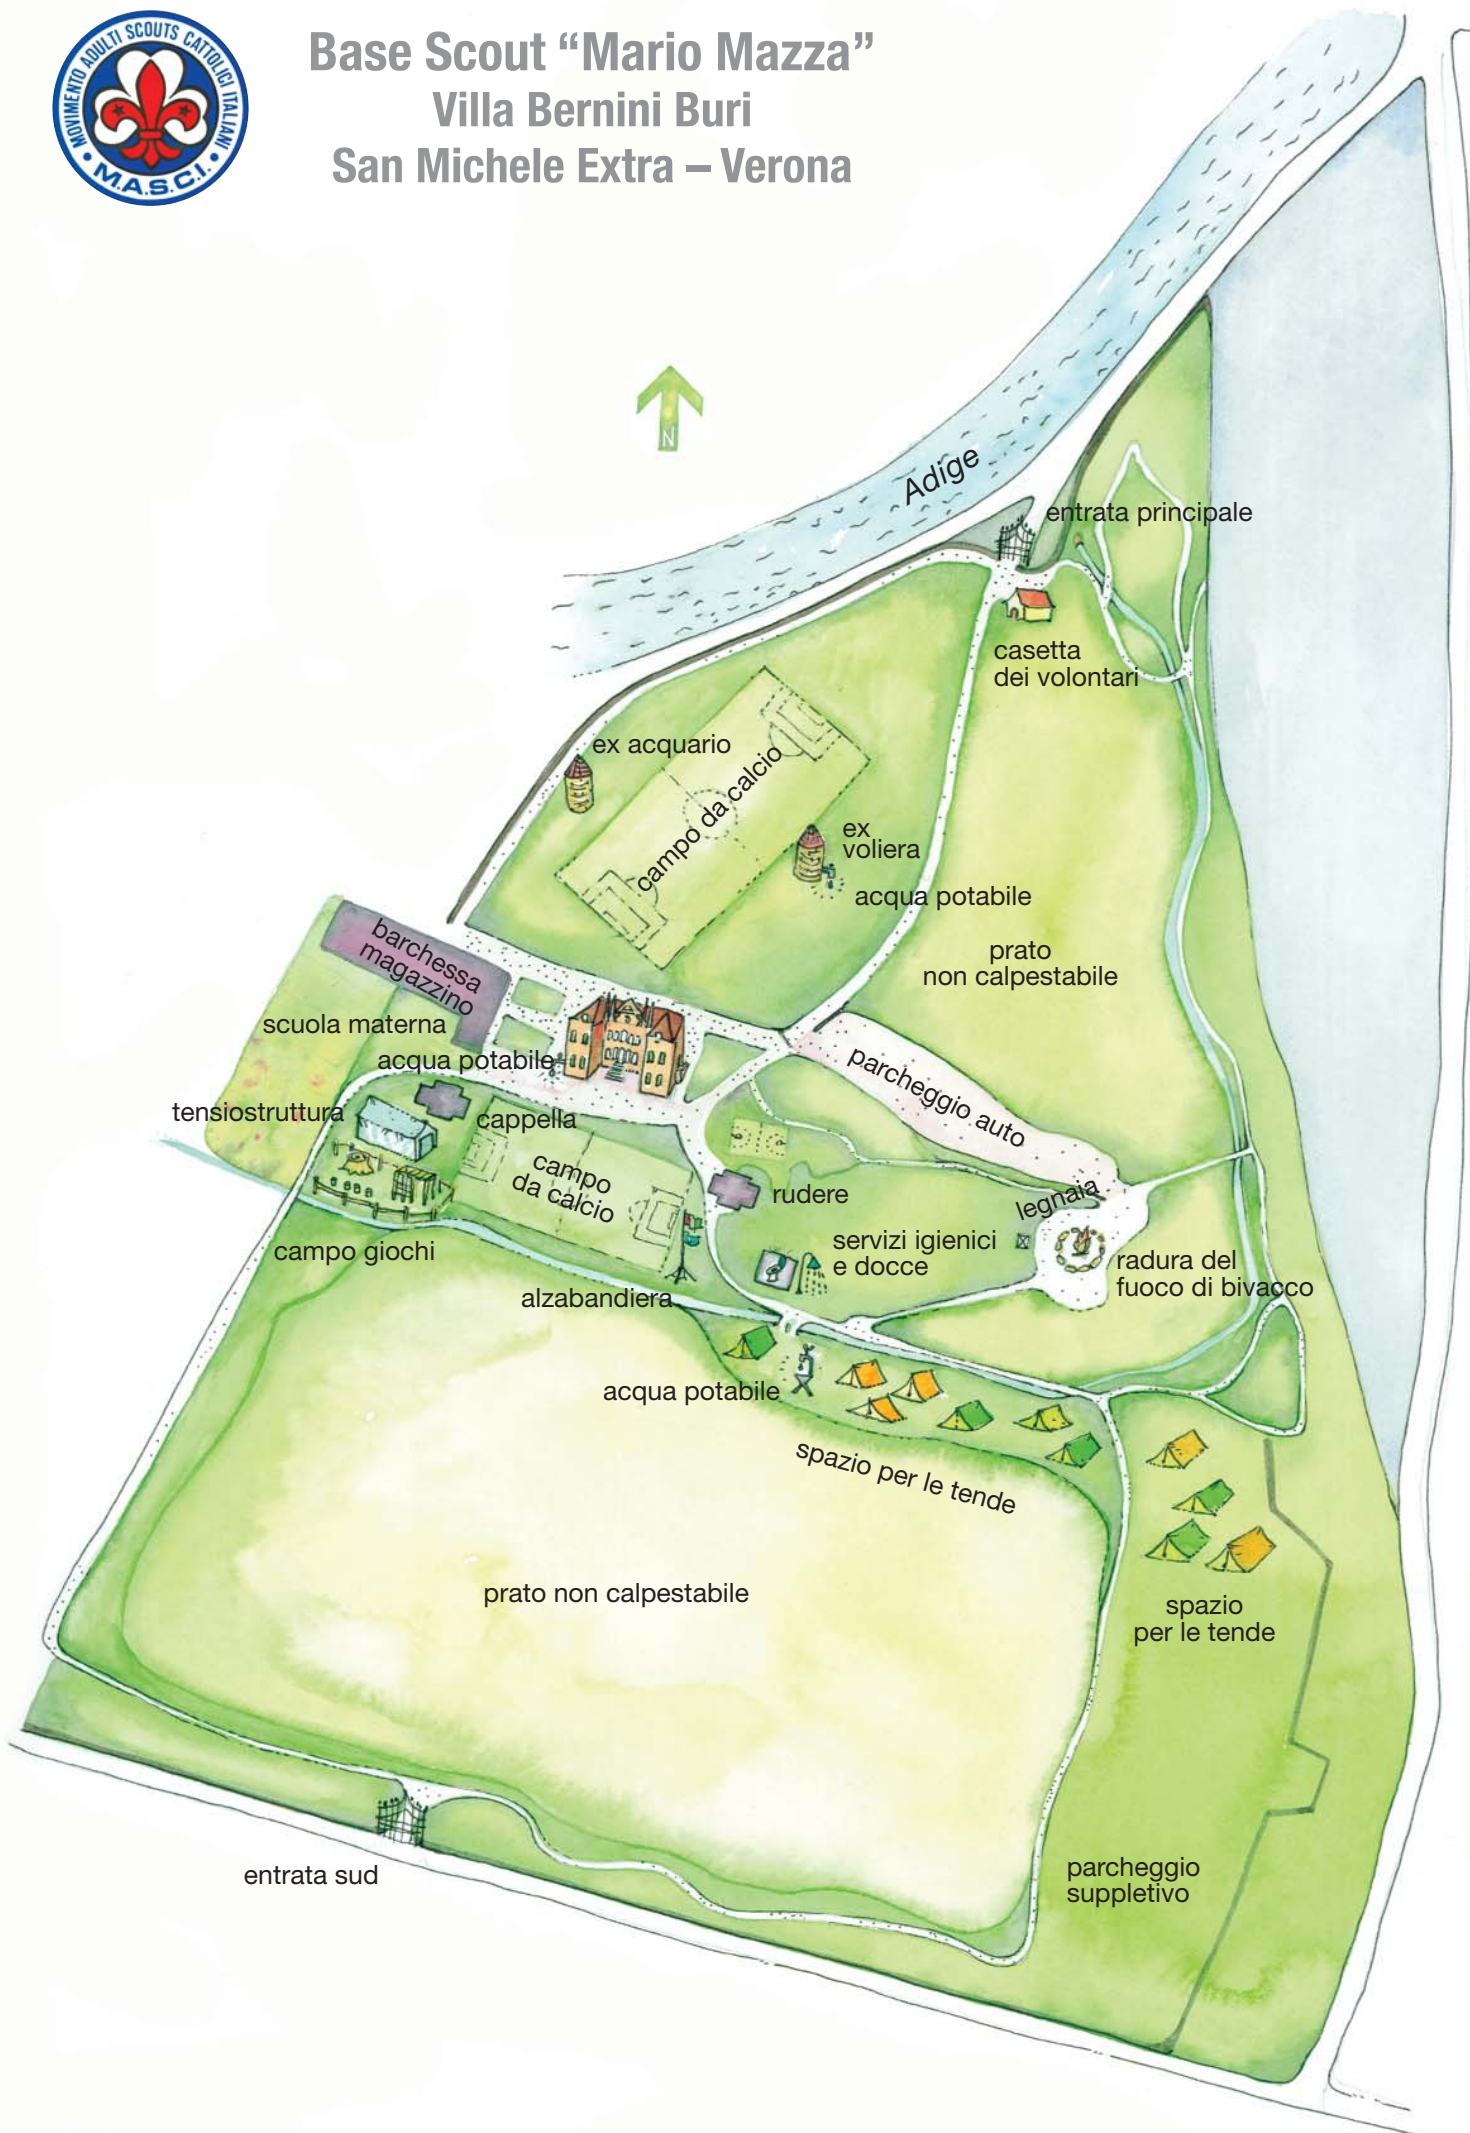 MOVIMENTO ADULTI SCOUTS CATTOLICI ITALIANI
• M.A.S.C.I. •
Base Scout “Mario Mazza”
Villa Bernini Buri
San Michele Extra – Verona
N
Adige
entrata principale
casetta
dei volontari
ex acquario
campo da calcio
ex
voliera
acqua potabile
prato
non calpestabile
barchessa
magazzino
scuola materna
acqua potabile
parcheggio auto
tensiostruttura
cappella
campo
da calcio
rudere
legnaia
servizi igienici
e docce
campo giochi
radura del
fuoco di bivacco
alzabandiera
acqua potabile
spazio per le tende
prato non calpestabile
spazio
per le tende
entrata sud
parcheggio
suppletivo